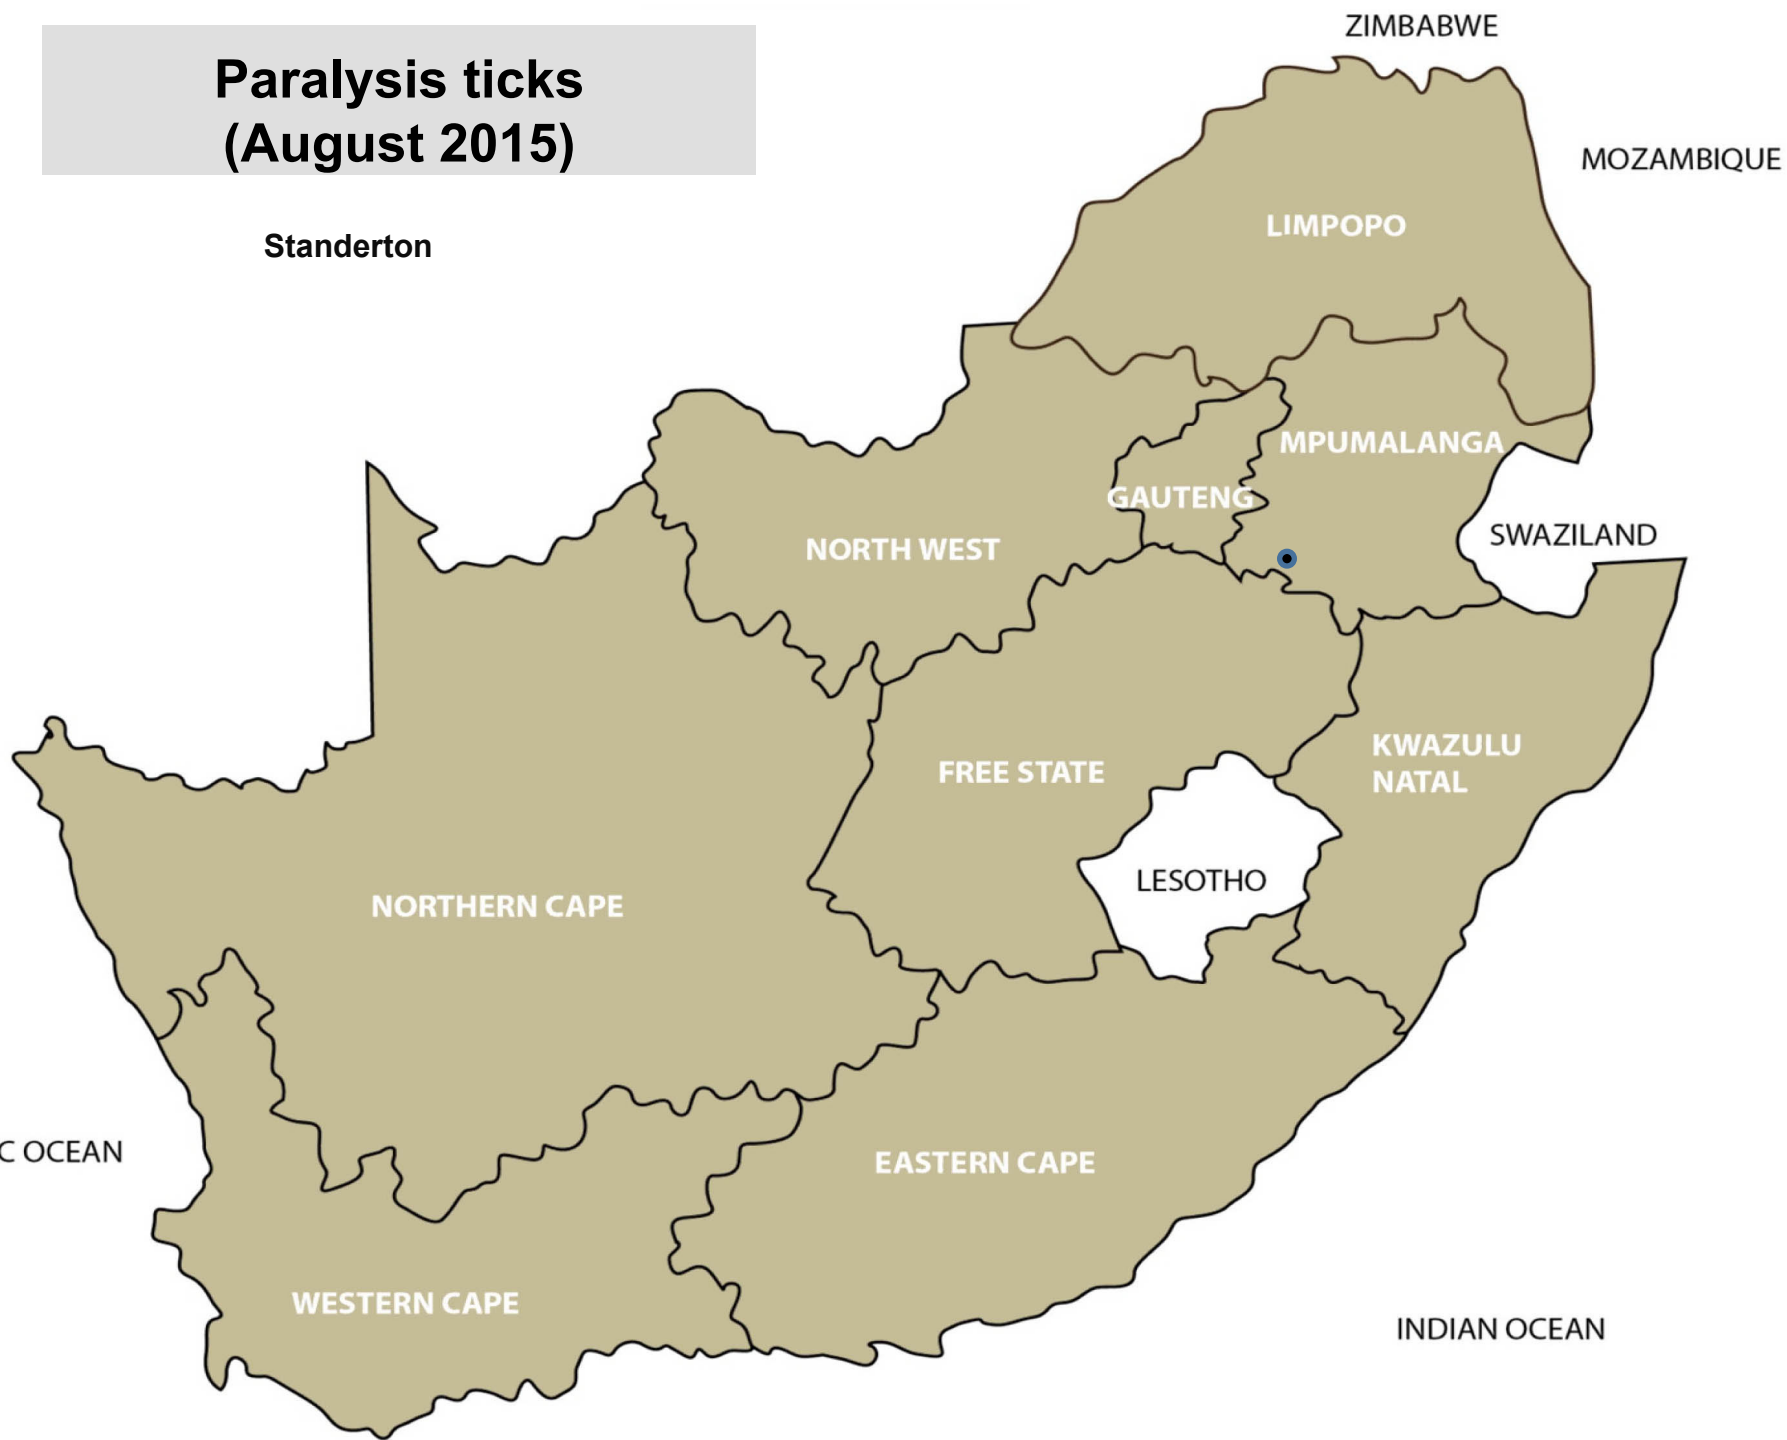 ZIMBABWE
Paralysis ticks
(August 2015)
MOZAMBIQUE
LIMPOPO
Standerton
MPUMALANGA
GAUTENG
SWAZILAND
NORTH WEST
KWAZULU
NATAL
FREE STATE
LESOTHO
NORTHERN CAPE
C OCEAN
EASTERN CAPE
WESTERN CAPE
INDIAN OCEAN